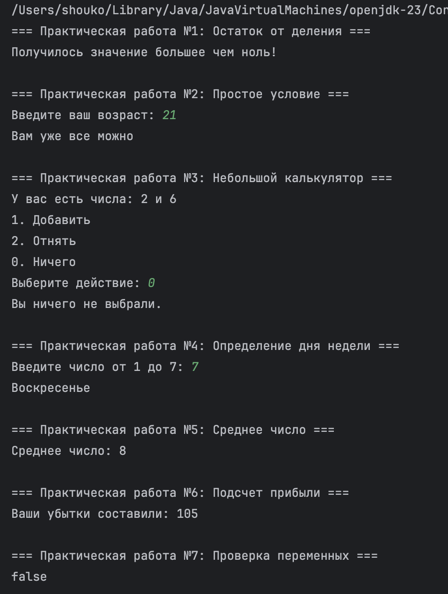 /Users/shouko/Library/Java/JavaVirtualMachines/openjdk-23/Con
=== Практическая работа №1: Остаток от деления ===
Получилось значение большее чем ноль!
=== Практическая работа №2: Простое условие ===
Введите ваш возраст: 21
Вам уже все можно
=== Практическая работа №3: Небольшой калькулятор ===
У вас есть числа: 2 и 6
1. Добавить
2. Отнять
0. Ничего
Выберите действие: 0
Вы ничего не выбрали.
=== Практическая работа №4: Определение дня недели ===
Введите число от 1 до 7: 7
Воскресенье
=== Практическая работа №5: Среднее число ===
Среднее число: 8
=== Практическая работа №6: Подсчет прибыли ===
Ваши убытки составили: 105
=== Практическая работа №7: Проверка переменных ===
false